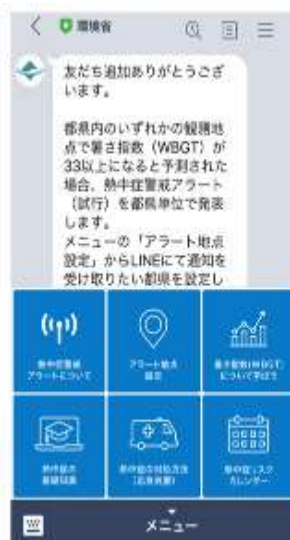 環境省
友だち追加ありがとうござ
います。
都県内のいずれかの観測地
点で暑さ指数（WBGT）が
33以上になると予測された
場合、熱中症警戒アラート
（試行）を都県単位で発表
します。
メニューの「アラート地点
設定」からLINEにて通知を
受け取りたい都県を設定し
熱中症警戒
アラートについて
アラート地点
設定
暑さ指数(WBGT)
について学ぼう
熱中症の
基礎知識
熱中症の対処方法
(応急処置)
熱中症リスク
カレンダー
メニュー